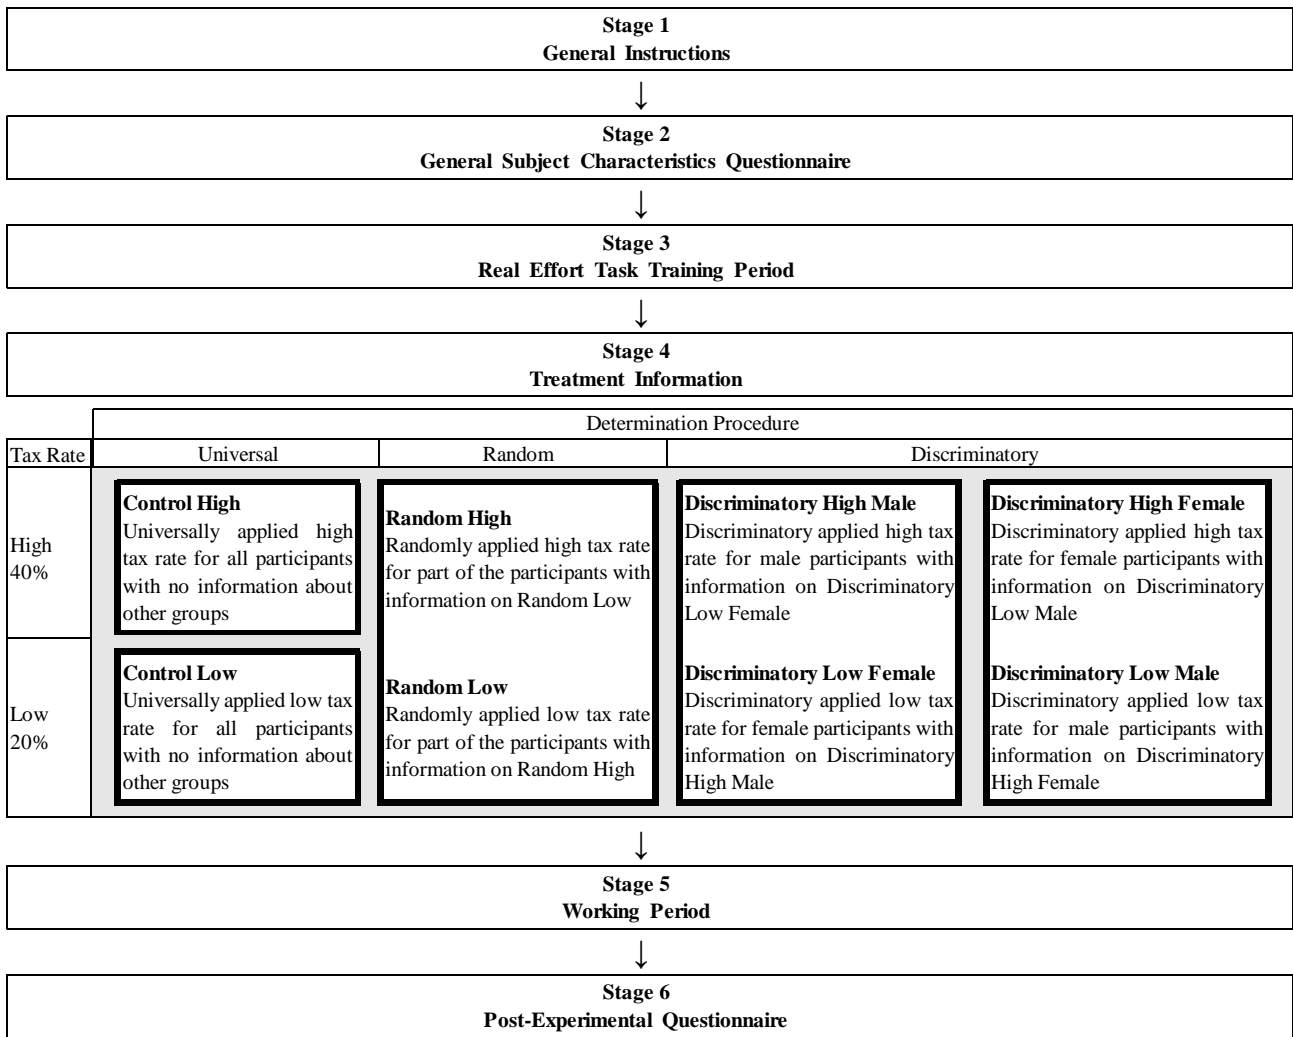 Stage 1
General Instructions
↓
Stage 2
General Subject Characteristics Questionnaire
↓
Stage 3
Real Effort Task Training Period
↓
Stage 4
Treatment Information
Determination Procedure
Tax Rate
Universal
Random
Discriminatory
High
40%
Control High
Universally applied high
tax rate for all participants
with no information about
other groups
Random High
Randomly applied high tax rate
for part of the participants with
information on Random Low
Discriminatory High Male
Discriminatory applied high tax
rate for male participants with
information on Discriminatory
Low Female
Discriminatory High Female
Discriminatory applied high tax
rate for female participants with
information on Discriminatory
Low Male
Low
20%
Control Low
Universally applied low tax
rate for all participants
with no information about
other groups
Random Low
Randomly applied low tax rate
for part of the participants with
information on Random High
Discriminatory Low Female
Discriminatory applied low tax
rate for female participants with
information on Discriminatory
High Male
Discriminatory Low Male
Discriminatory applied low tax
rate for male participants with
information on Discriminatory
High Female
↓
Stage 5
Working Period
↓
Stage 6
Post-Experimental Questionnaire